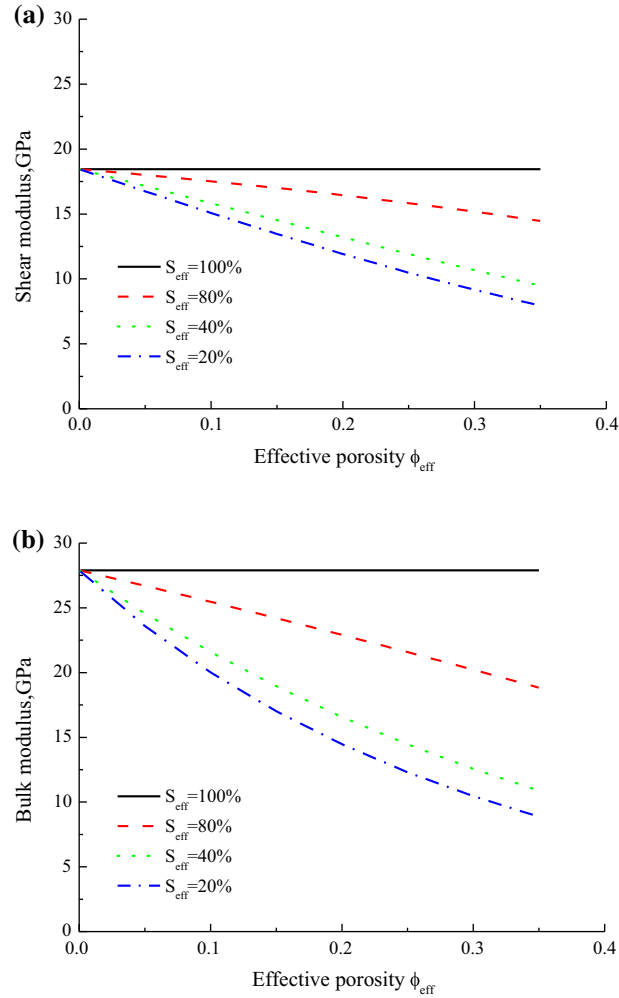 (a)
30
25
20
15
10
5
0
Shear modulus,GPa
S_eff=100%
S_eff=80%
S_eff=40%
S_eff=20%
0.0 0.1 0.2 0.3 0.4
Effective porosity ϕ_eff
(b)
30
25
20
15
10
5
0
Bulk modulus,GPa
S_eff=100%
S_eff=80%
S_eff=40%
S_eff=20%
0.0 0.1 0.2 0.3 0.4
Effective porosity ϕ_eff